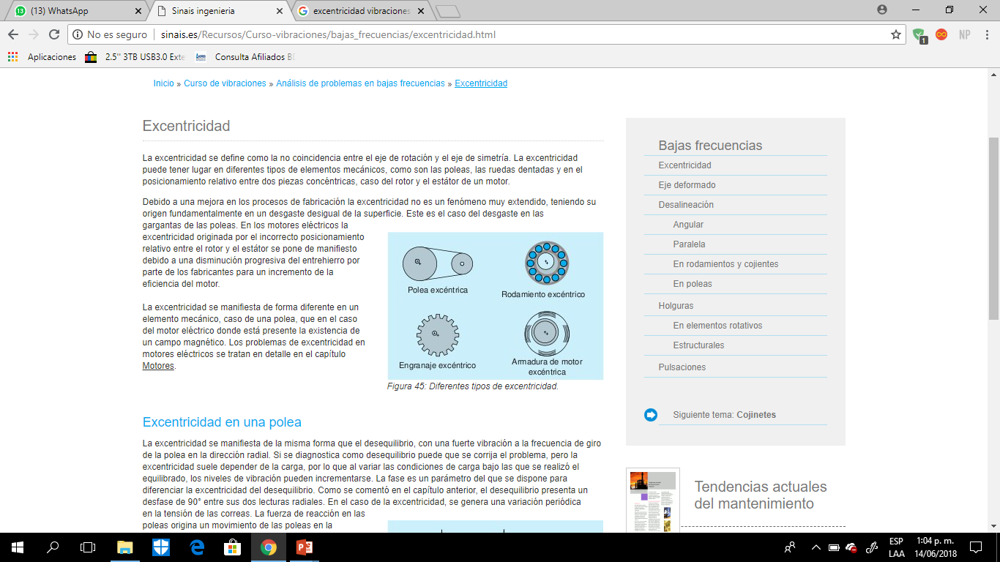 13 (13) WhatsApp
Sinais ingenieria
excentricidad vibraciones
No es seguro | sinais.es/Recursos/Curso-vibraciones/bajas_frecuencias/excentricidad.html
1
NP
Aplicaciones
2.5'' 3TB USB3.0 Exte
Consulta Afiliados BD
Inicio » Curso de vibraciones » Análisis de problemas en bajas frecuencias » Excentricidad
Excentricidad
La excentricidad se define como la no coincidencia entre el eje de rotación y el eje de simetría. La excentricidad
puede tener lugar en diferentes tipos de elementos mecánicos, como son las poleas, las ruedas dentadas y en el
posicionamiento relativo entre dos piezas concéntricas, caso del rotor y el estátor de un motor.
Debido a una mejora en los procesos de fabricación la excentricidad no es un fenómeno muy extendido, teniendo su
origen fundamentalmente en un desgaste desigual de la superficie. Este es el caso del desgaste en las
gargantas de las poleas. En los motores eléctricos la
excentricidad originada por el incorrecto posicionamiento
relativo entre el rotor y el estátor se pone de manifiesto
debido a una disminución progresiva del entrehierro por
parte de los fabricantes para un incremento de la
eficiencia del motor.
La excentricidad se manifiesta de forma diferente en un
elemento mecánico, caso de una polea, que en el caso
del motor eléctrico donde está presente la existencia de
un campo magnético. Los problemas de excentricidad en
motores eléctricos se tratan en detalle en el capítulo
Motores.
Polea excéntrica
Rodamiento excéntrico
Engranaje excéntrico
Armadura de motor
excéntrica
Figura 45: Diferentes tipos de excentricidad.
Excentricidad en una polea
La excentricidad se manifiesta de la misma forma que el desequilibrio, con una fuerte vibración a la frecuencia de giro
de la polea en la dirección radial. Si se diagnostica como desequilibrio puede que se corrija el problema, pero la
excentricidad suele depender de la carga, por lo que al variar las condiciones de carga bajo las que se realizó el
equilibrado, los niveles de vibración pueden incrementarse. La fase es un parámetro del que se dispone para
diferenciar la excentricidad del desequilibrio. Como se comentó en el capítulo anterior, el desequilibrio presenta un
desfase de 90° entre sus dos lecturas radiales. En el caso de la excentricidad, se genera una variación periódica
en la tensión de las correas. La fuerza de reacción en las
poleas origina un movimiento de las poleas en la
Bajas frecuencias
Excentricidad
Eje deformado
Desalineación
Angular
Paralela
En rodamientos y cojientes
En poleas
Holguras
En elementos rotativos
Estructurales
Pulsaciones
Siguiente tema: Cojinetes
Tendencias actuales
del mantenimiento
ESP
LAA
1:04 p. m.
14/06/2018